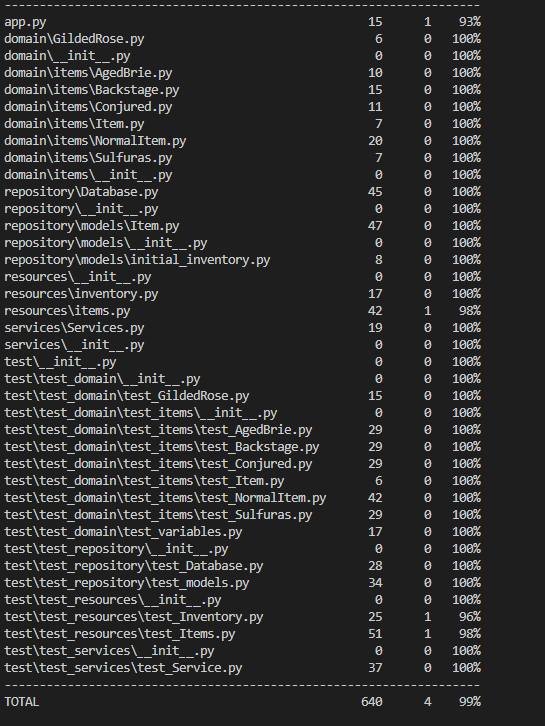 ---------------------------------------------------------------------
app.py 15 1 93%
domain\GildedRose.py 6 0 100%
domain\__init__.py 0 0 100%
domain\items\AgedBrie.py 10 0 100%
domain\items\Backstage.py 15 0 100%
domain\items\Conjured.py 11 0 100%
domain\items\Item.py 7 0 100%
domain\items\NormalItem.py 20 0 100%
domain\items\Sulfuras.py 7 0 100%
domain\items\__init__.py 0 0 100%
repository\Database.py 45 0 100%
repository\__init__.py 0 0 100%
repository\models\Item.py 47 0 100%
repository\models\__init__.py 0 0 100%
repository\models\initial_inventory.py 8 0 100%
resources\__init__.py 0 0 100%
resources\inventory.py 17 0 100%
resources\items.py 42 1 98%
services\Services.py 19 0 100%
services\__init__.py 0 0 100%
test\__init__.py 0 0 100%
test\test_domain\__init__.py 0 0 100%
test\test_domain\test_GildedRose.py 15 0 100%
test\test_domain\test_items\__init__.py 0 0 100%
test\test_domain\test_items\test_AgedBrie.py 29 0 100%
test\test_domain\test_items\test_Backstage.py 29 0 100%
test\test_domain\test_items\test_Conjured.py 29 0 100%
test\test_domain\test_items\test_Item.py 6 0 100%
test\test_domain\test_items\test_NormalItem.py 42 0 100%
test\test_domain\test_items\test_Sulfuras.py 29 0 100%
test\test_domain\test_variables.py 17 0 100%
test\test_repository\__init__.py 0 0 100%
test\test_repository\test_Database.py 28 0 100%
test\test_repository\test_models.py 34 0 100%
test\test_resources\__init__.py 0 0 100%
test\test_resources\test_Inventory.py 25 1 96%
test\test_resources\test_Items.py 51 1 98%
test\test_services\__init__.py 0 0 100%
test\test_services\test_Service.py 37 0 100%
---------------------------------------------------------------------
TOTAL 640 4 99%